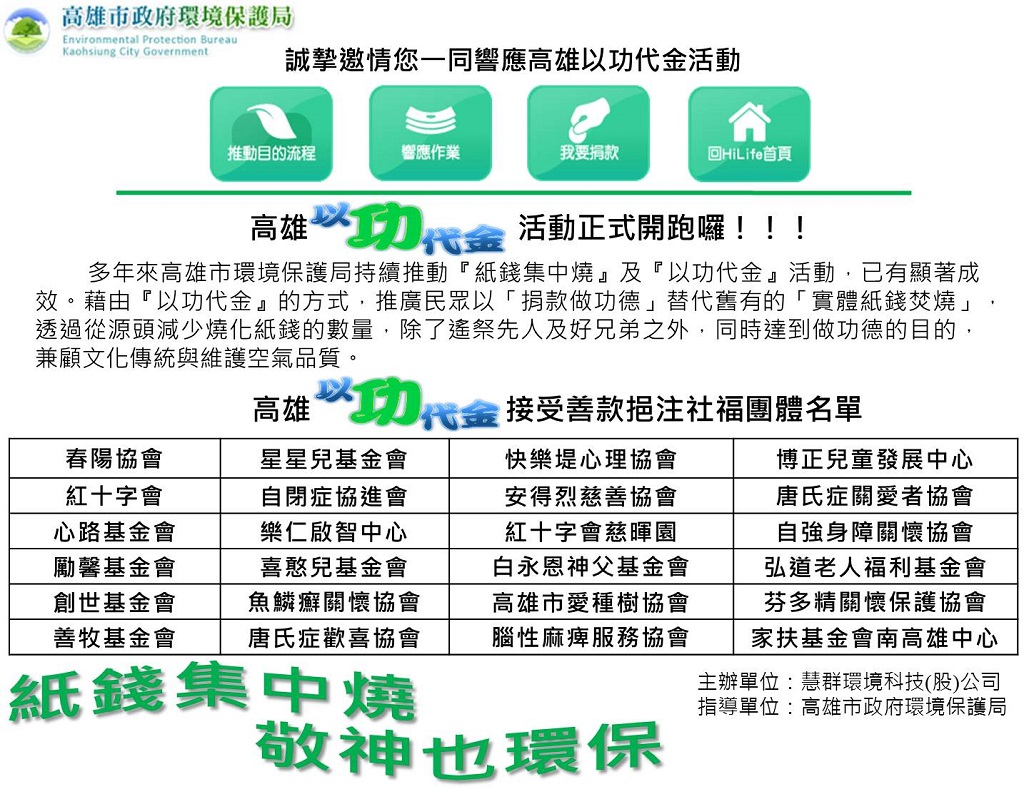 高雄市政府環境保護局
Environmental Protection Bureau
Kaohsiung City Government
誠摯邀情您一同響應高雄以功代金活動
推動目的流程 響應作業 我要捐款 回HiLife首頁
高雄以功代金 活動正式開跑囉！！！
多年來高雄市環境保護局持續推動『紙錢集中燒』及『以功代金』活動，已有顯著成
效。藉由『以功代金』的方式，推廣民眾以「捐款做功德」替代舊有的「實體紙錢焚燒」，
透過從源頭減少燒化紙錢的數量，除了遙祭先人及好兄弟之外，同時達到做功德的目的，
兼顧文化傳統與維護空氣品質。
高雄以功代金接受善款挹注社福團體名單
春陽協會 星星兒基金會 快樂堤心理協會 博正兒童發展中心
紅十字會 自閉症協進會 安得烈慈善協會 唐氏症關愛者協會
心路基金會 樂仁啟智中心 紅十字會慈暉園 自強身障關懷協會
勵馨基金會 喜憨兒基金會 白永恩神父基金會 弘道老人福利基金會
創世基金會 魚鱗癬關懷協會 高雄市愛種樹協會 芬多精關懷保護協會
善牧基金會 唐氏症歡喜協會 腦性麻痺服務協會 家扶基金會南高雄中心
紙錢集中燒
敬神也環保
主辦單位：慧群環境科技(股)公司
指導單位：高雄市政府環境保護局